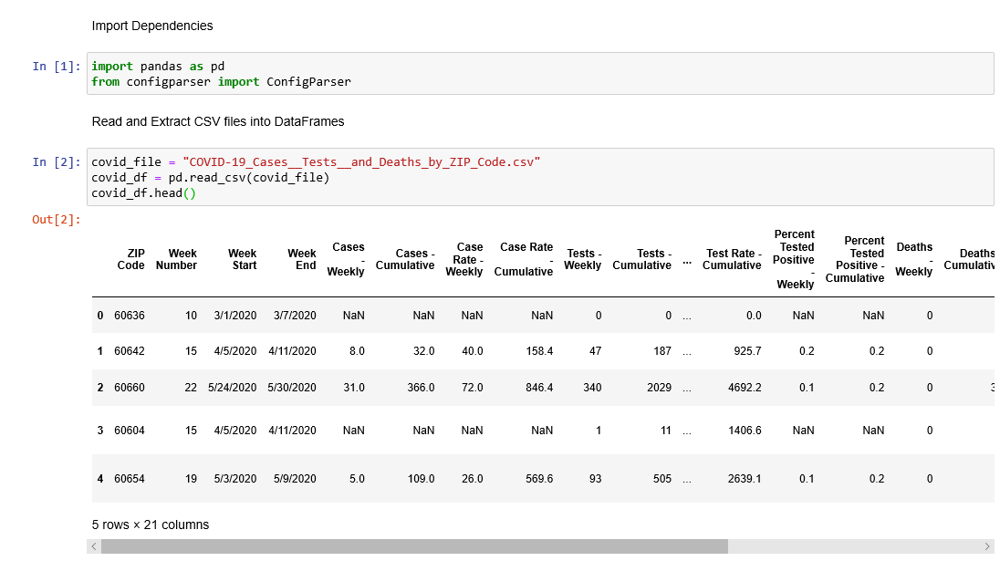 Import Dependencies
In [1]: import pandas as pd
from configparser import ConfigParser
Read and Extract CSV files into DataFrames
In [2]: covid_file = "COVID-19_Cases__Tests__and_Deaths_by_ZIP_Code.csv"
covid_df = pd.read_csv(covid_file)
covid_df.head()
Out[2]:
ZIP Code Week Number Week Start Week End Cases - Weekly Cases - Cumulative Case Rate - Weekly Case Rate - Cumulative Tests - Weekly Tests - Cumulative ... Test Rate - Cumulative Percent Tested Positive - Weekly Percent Tested Positive - Cumulative Deaths - Weekly Deaths
0 60636 10 3/1/2020 3/7/2020 NaN NaN NaN NaN 0 0 ... 0.0 NaN NaN 0
1 60642 15 4/5/2020 4/11/2020 8.0 32.0 40.0 158.4 47 187 ... 925.7 0.2 0.2 0
2 60660 22 5/24/2020 5/30/2020 31.0 366.0 72.0 846.4 340 2029 ... 4692.2 0.1 0.2 0
3 60604 15 4/5/2020 4/11/2020 NaN NaN NaN NaN 1 11 ... 1406.6 NaN NaN 0
4 60654 19 5/3/2020 5/9/2020 5.0 109.0 26.0 569.6 93 505 ... 2639.1 0.1 0.2 0
5 rows × 21 columns